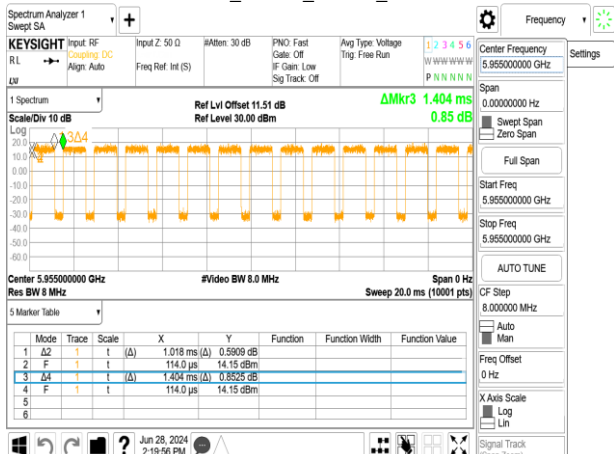 Spectrum Analyzer 1
Swept SA
+
Frequency
KEYSIGHT
RL
Input: RF
Coupling: DC
Align: Auto
Input Z: 50 Ω
Freq Ref: Int (S)
#Atten: 30 dB
PNO: Fast
Gate: Off
IF Gain: Low
Sig Track: Off
Avg Type: Voltage
Trig: Free Run
1 2 3 4 5 6
W W W W W W
P N N N N N
Center Frequency
5.955000000 GHz
Settings
Span
0.00000000 Hz
Swept Span
Zero Span
Full Span
Start Freq
5.955000000 GHz
Stop Freq
5.955000000 GHz
AUTO TUNE
CF Step
8.000000 MHz
Auto
Man
Freq Offset
0 Hz
X Axis Scale
Log
Lin
Signal Track
1 Spectrum
Scale/Div 10 dB
Ref Lvl Offset 11.51 dB
Ref Level 30.00 dBm
ΔMkr3 1.404 ms
0.85 dB
Log
20.0
10.0
0.00
-10.0
-20.0
-30.0
-40.0
-50.0
-60.0
3Δ4
Center 5.955000000 GHz
Res BW 8 MHz
#Video BW 8.0 MHz
Span 0 Hz
Sweep 20.0 ms (10001 pts)
5 Marker Table
Mode Trace Scale X Y Function Function Width Function Value
1 Δ2 1 t (Δ) 1.018 ms (Δ) 0.5909 dB
2 F 1 t 114.0 µs 14.15 dBm
3 Δ4 1 t (Δ) 1.404 ms (Δ) 0.8525 dB
4 F 1 t 114.0 µs 14.15 dBm
5
6
?
Jun 28, 2024
2:19:56 PM